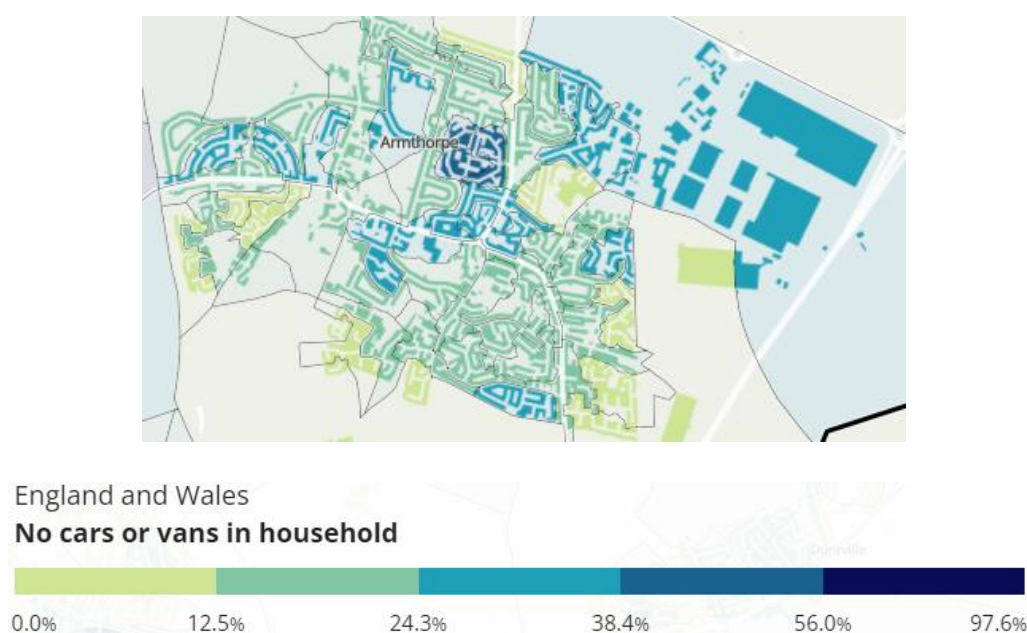 Armthorpe
England and Wales
No cars or vans in household
Dunsville
0.0% 12.5% 24.3% 38.4% 56.0% 97.6%